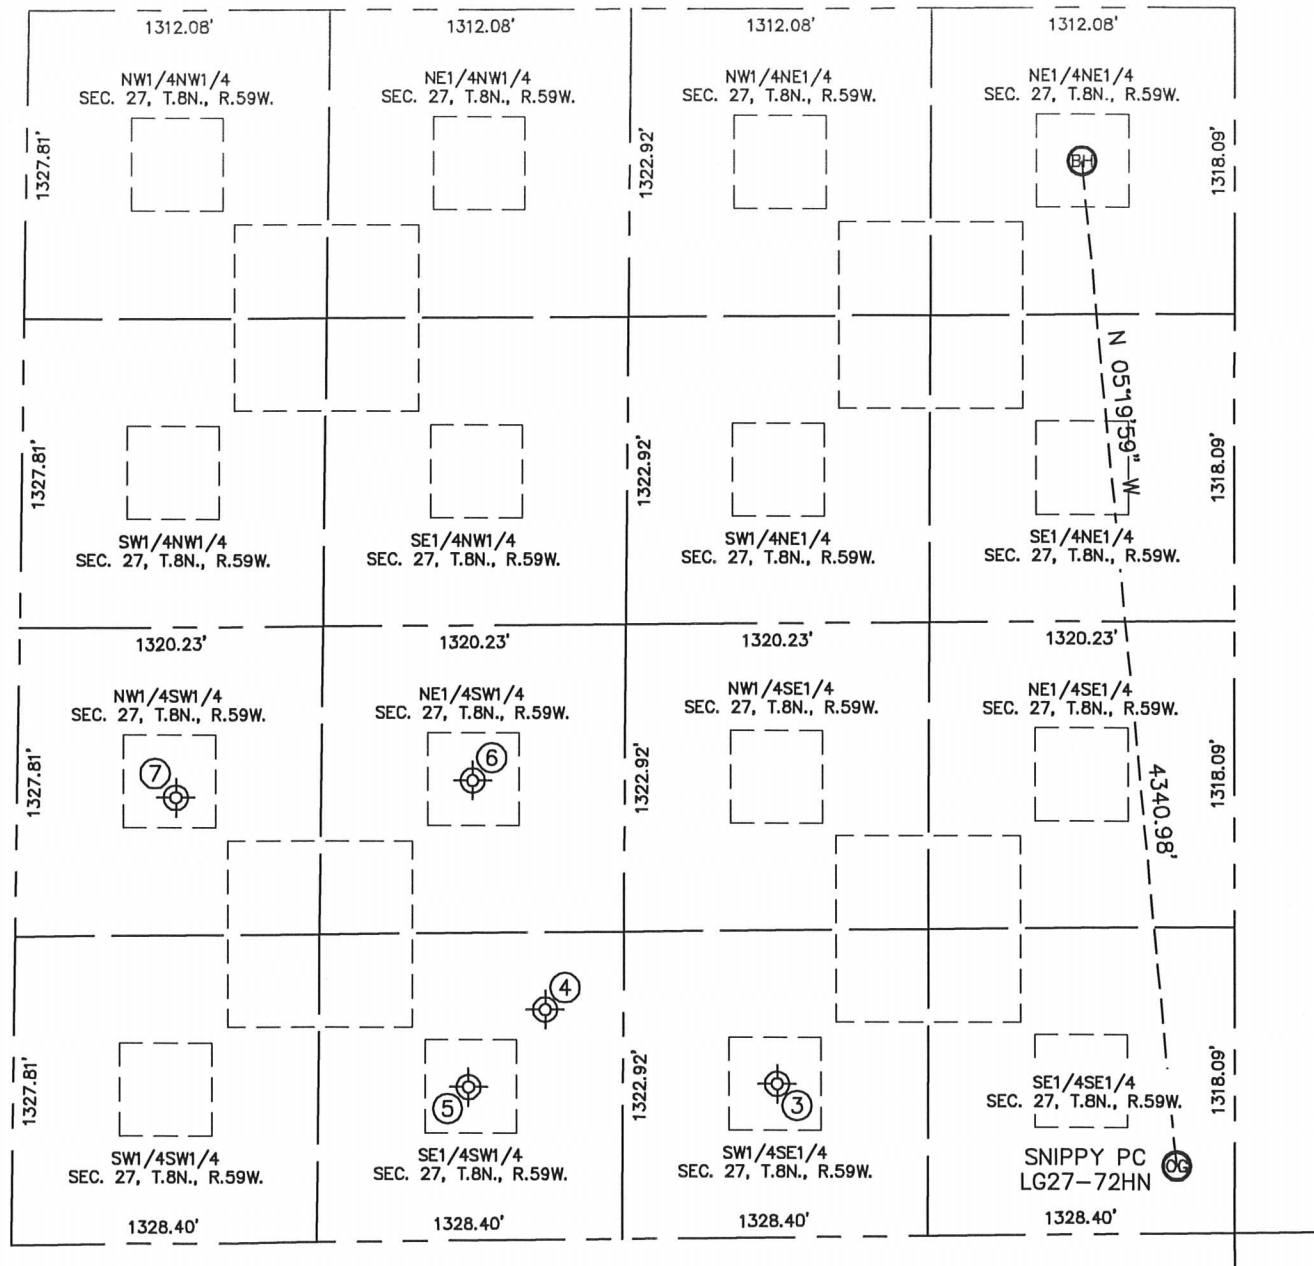 1312.08' 1312.08' 1312.08' 1312.08'
NW1/4NW1/4
SEC. 27, T.8N., R.59W.
NE1/4NW1/4
SEC. 27, T.8N., R.59W.
NW1/4NE1/4
SEC. 27, T.8N., R.59W.
NE1/4NE1/4
SEC. 27, T.8N., R.59W.
1327.81'
1322.92'
BH
1318.09'
N 05°19'59" W
1327.81'
1322.92'
1318.09'
SW1/4NW1/4
SEC. 27, T.8N., R.59W.
SE1/4NW1/4
SEC. 27, T.8N., R.59W.
SW1/4NE1/4
SEC. 27, T.8N., R.59W.
SE1/4NE1/4
SEC. 27, T.8N., R.59W.
1320.23' 1320.23' 1320.23' 1320.23'
NW1/4SW1/4
SEC. 27, T.8N., R.59W.
NE1/4SW1/4
SEC. 27, T.8N., R.59W.
NW1/4SE1/4
SEC. 27, T.8N., R.59W.
NE1/4SE1/4
SEC. 27, T.8N., R.59W.
1327.81'
7
6
1322.92'
4340.98'
1318.09'
4
1327.81'
5
1322.92'
3
1318.09'
SW1/4SW1/4
SEC. 27, T.8N., R.59W.
SE1/4SW1/4
SEC. 27, T.8N., R.59W.
SW1/4SE1/4
SEC. 27, T.8N., R.59W.
SE1/4SE1/4
SEC. 27, T.8N., R.59W.
SNIPPY PC
LG27-72HN
OG
1328.40' 1328.40' 1328.40' 1328.40'